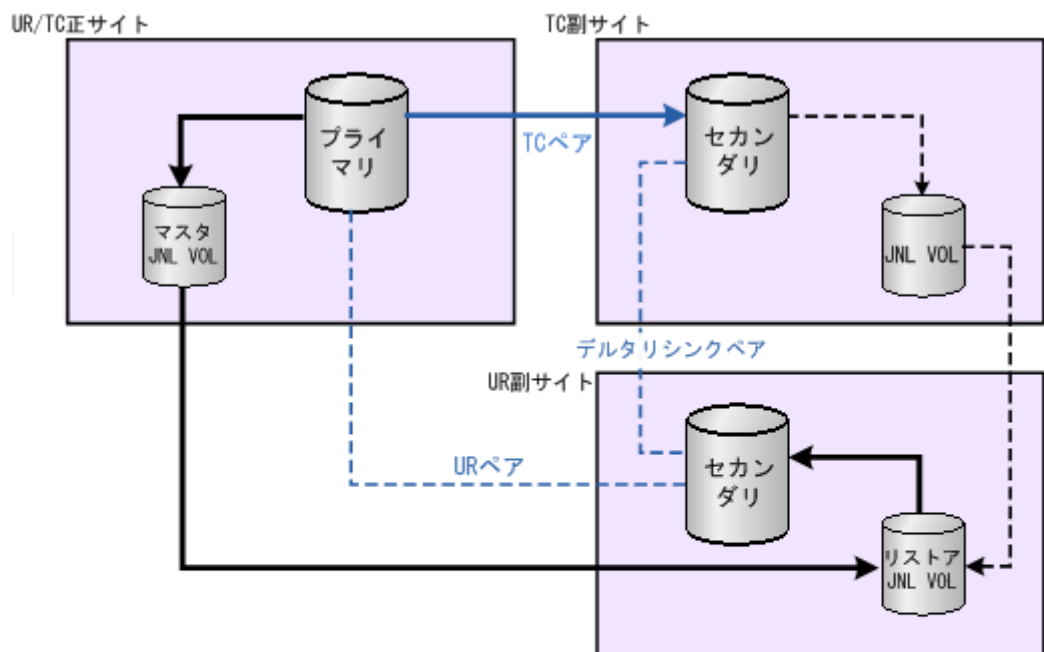 UR/TC正サイト
TC副サイト
プライ
マリ
TCペア
セカン
ダリ
マスタ
JNL VOL
JNL VOL
デルタリシンクペア
UR副サイト
URペア
セカン
ダリ
リストア
JNL VOL